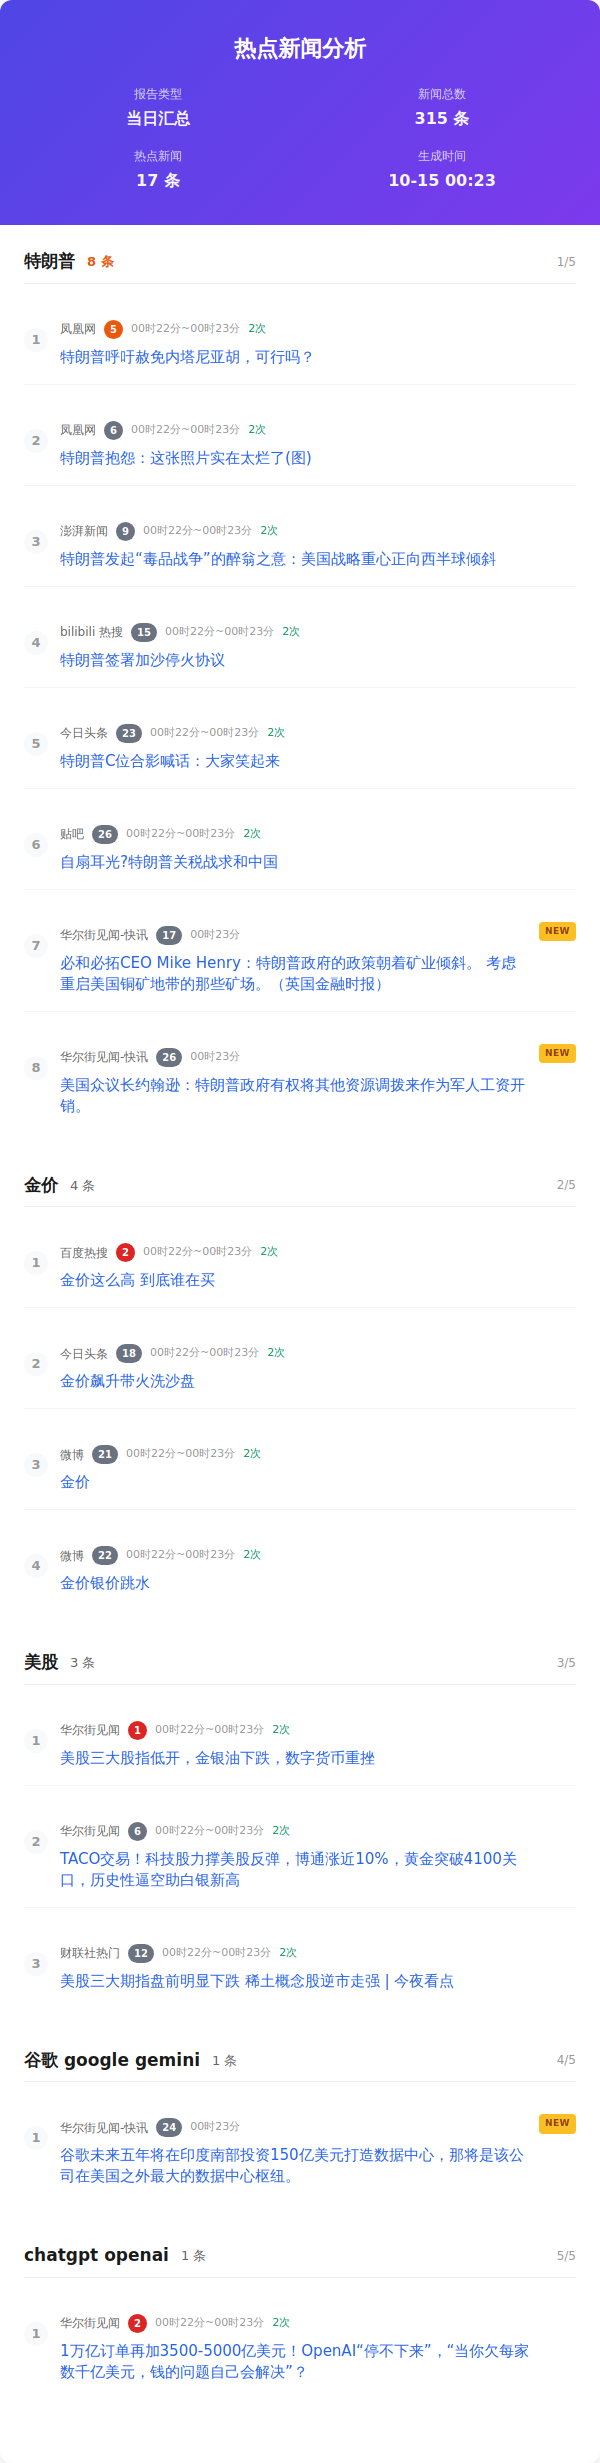 热点新闻分析
报告类型
当日汇总
新闻总数
315 条
热点新闻
17 条
生成时间
10-15 00:23
特朗普 8 条 1/5
1
凤凰网 5 00时22分~00时23分 2次
特朗普呼吁赦免内塔尼亚胡，可行吗？
2
凤凰网 6 00时22分~00时23分 2次
特朗普抱怨：这张照片实在太烂了(图)
3
澎湃新闻 9 00时22分~00时23分 2次
特朗普发起“毒品战争”的醉翁之意：美国战略重心正向西半球倾斜
4
bilibili 热搜 15 00时22分~00时23分 2次
特朗普签署加沙停火协议
5
今日头条 23 00时22分~00时23分 2次
特朗普C位合影喊话：大家笑起来
6
贴吧 26 00时22分~00时23分 2次
自扇耳光?特朗普关税战求和中国
7
华尔街见闻-快讯 17 00时23分 NEW
必和必拓CEO Mike Henry：特朗普政府的政策朝着矿业倾斜。 考虑
重启美国铜矿地带的那些矿场。（英国金融时报）
8
华尔街见闻-快讯 26 00时23分 NEW
美国众议长约翰逊：特朗普政府有权将其他资源调拨来作为军人工资开
销。
金价 4 条 2/5
1
百度热搜 2 00时22分~00时23分 2次
金价这么高 到底谁在买
2
今日头条 18 00时22分~00时23分 2次
金价飙升带火洗沙盘
3
微博 21 00时22分~00时23分 2次
金价
4
微博 22 00时22分~00时23分 2次
金价银价跳水
美股 3 条 3/5
1
华尔街见闻 1 00时22分~00时23分 2次
美股三大股指低开，金银油下跌，数字货币重挫
2
华尔街见闻 6 00时22分~00时23分 2次
TACO交易！科技股力撑美股反弹，博通涨近10%，黄金突破4100关
口，历史性逼空助白银新高
3
财联社热门 12 00时22分~00时23分 2次
美股三大期指盘前明显下跌 稀土概念股逆市走强 | 今夜看点
谷歌 google gemini 1 条 4/5
1
华尔街见闻-快讯 24 00时23分 NEW
谷歌未来五年将在印度南部投资150亿美元打造数据中心，那将是该公
司在美国之外最大的数据中心枢纽。
chatgpt openai 1 条 5/5
1
华尔街见闻 2 00时22分~00时23分 2次
1万亿订单再加3500-5000亿美元！OpenAI“停不下来”，“当你欠每家
数千亿美元，钱的问题自己会解决”？